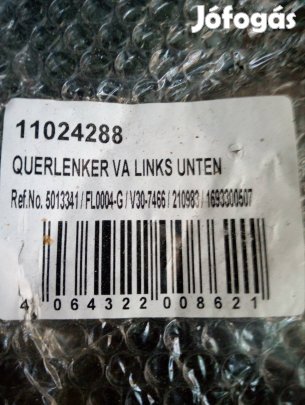 Jófogás
11024288
QUERLENKER VA LINKS UNTEN
Ref.No. 5013341 / FL0004-G / V30-7466 / 210983 / 1693300507
4 064322 008621